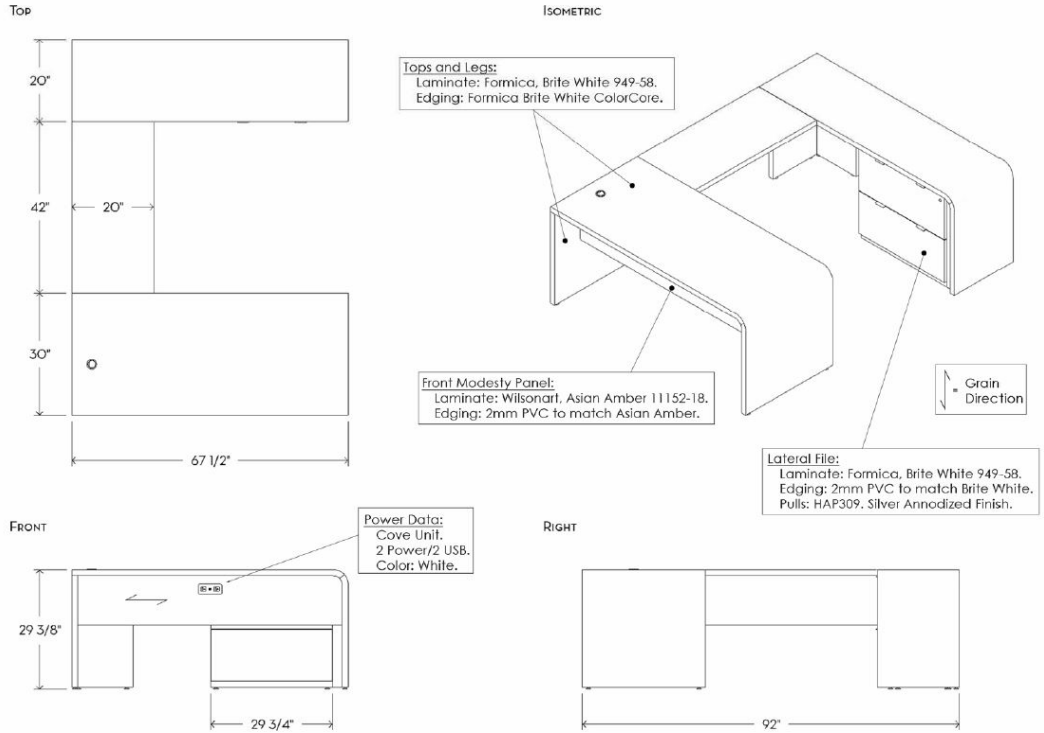 TOP
20"
42"
20"
30"
67 1/2"
ISOMETRIC
Tops and Legs:
Laminate: Formica, Brite White 949-58.
Edging: Formica Brite White ColorCore.
Front Modesty Panel:
Laminate: Wilsonart, Asian Amber 11152-18.
Edging: 2mm PVC to match Asian Amber.
= Grain
Direction
Lateral File:
Laminate: Formica, Brite White 949-58.
Edging: 2mm PVC to match Brite White.
Pulls: HAP309. Silver Annodized Finish.
FRONT
Power Data:
Cove Unit.
2 Power/2 USB.
Color: White.
29 3/8"
29 3/4"
RIGHT
92"